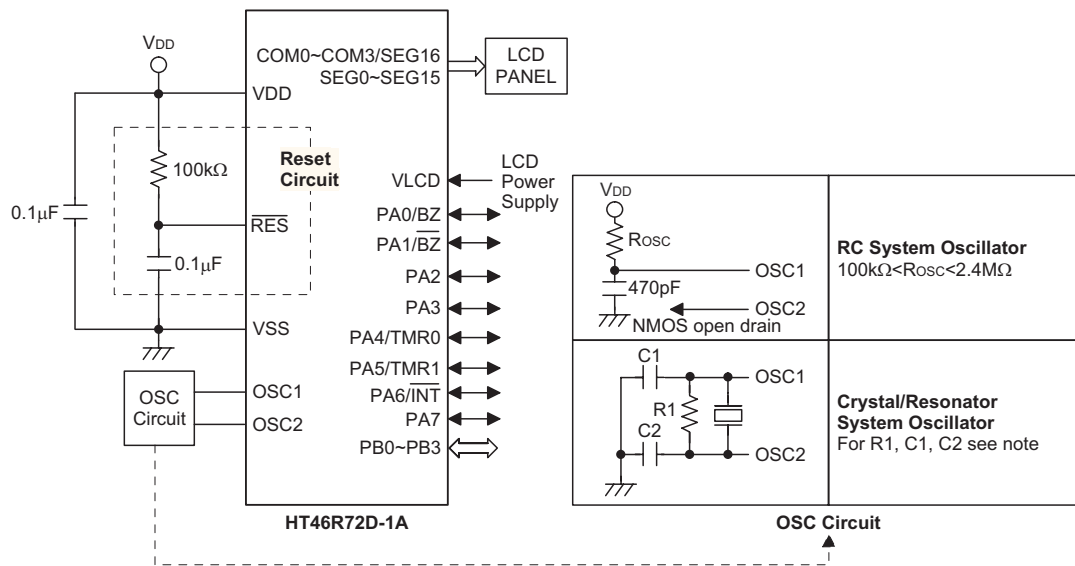 VDD
COM0~COM3/SEG16
SEG0~SEG15
LCD
PANEL
VDD
100kΩ
Reset
Circuit
0.1μF
RES
0.1μF
VSS
OSC
Circuit
OSC1
OSC2
VLCD
LCD
Power
Supply
PA0/BZ
PA1/BZ
PA2
PA3
PA4/TMR0
PA5/TMR1
PA6/INT
PA7
PB0~PB3
HT46R72D-1A
VDD
ROSC
OSC1
470pF
OSC2
NMOS open drain
RC System Oscillator
100kΩ<ROSC<2.4MΩ
C1
OSC1
R1
C2
OSC2
Crystal/Resonator
System Oscillator
For R1, C1, C2 see note
OSC Circuit